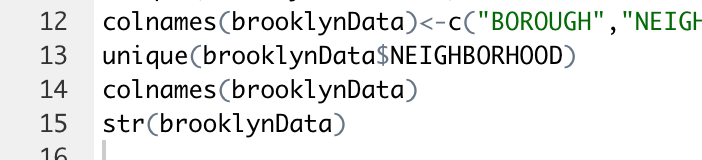 12 colnames(brooklynData)<-c("BOROUGH","NEIGH
13 unique(brooklynData$NEIGHBORHOOD)
14 colnames(brooklynData)
15 str(brooklynData)
16